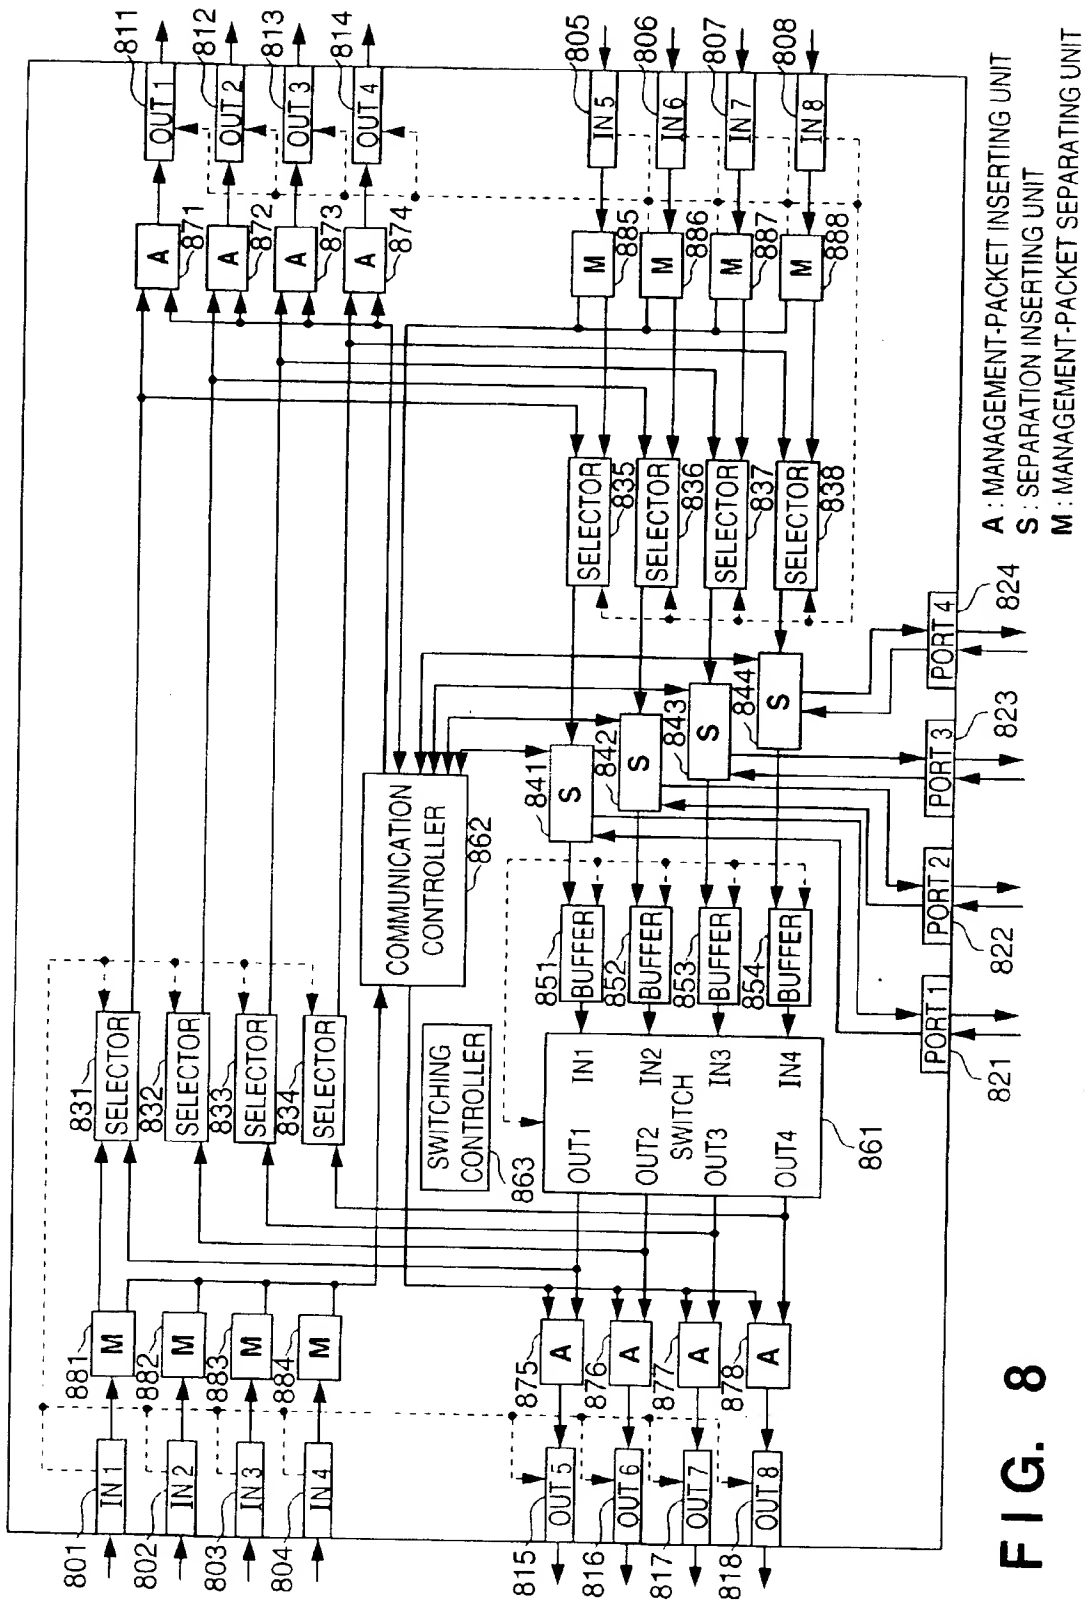 801
IN 1
802
IN 2
803
IN 3
804
IN 4
881
M
882
M
883
M
884
M
831
SELECTOR
832
SELECTOR
833
SELECTOR
834
SELECTOR
A
871
A
872
A
873
A
874
811
OUT 1
812
OUT 2
813
OUT 3
814
OUT 4
SWITCHING
CONTROLLER
863
COMMUNICATION
CONTROLLER
862
815
OUT 5
816
OUT 6
817
OUT 7
818
OUT 8
875
A
876
A
877
A
878
A
OUT1
OUT2
OUT3
OUT4
SWITCH
IN1
IN2
IN3
IN4
861
851
BUFFER
852
BUFFER
853
BUFFER
854
BUFFER
841
S
842
S
843
S
844
S
SELECTOR
835
SELECTOR
836
SELECTOR
837
SELECTOR
838
M
885
M
886
M
887
M
888
805
IN 5
806
IN 6
807
IN 7
808
IN 8
PORT 1
821
PORT 2
822
PORT 3
823
PORT 4
824
A : MANAGEMENT-PACKET INSERTING UNIT
S : SEPARATION INSERTING UNIT
M : MANAGEMENT-PACKET SEPARATING UNIT
FIG. 8